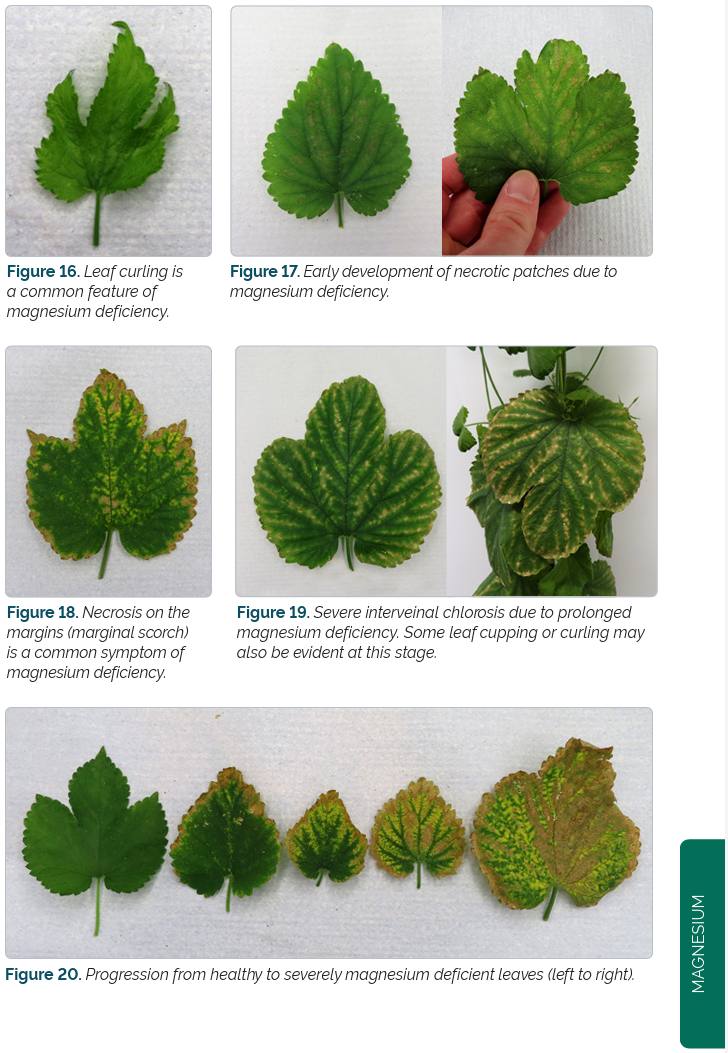 Figure 16. Leaf curling is
a common feature of
magnesium deficiency.
Figure 17. Early development of necrotic patches due to
magnesium deficiency.
Figure 18. Necrosis on the
margins (marginal scorch)
is a common symptom of
magnesium deficiency.
Figure 19. Severe interveinal chlorosis due to prolonged
magnesium deficiency. Some leaf cupping or curling may
also be evident at this stage.
Figure 20. Progression from healthy to severely magnesium deficient leaves (left to right).
MAGNESIUM